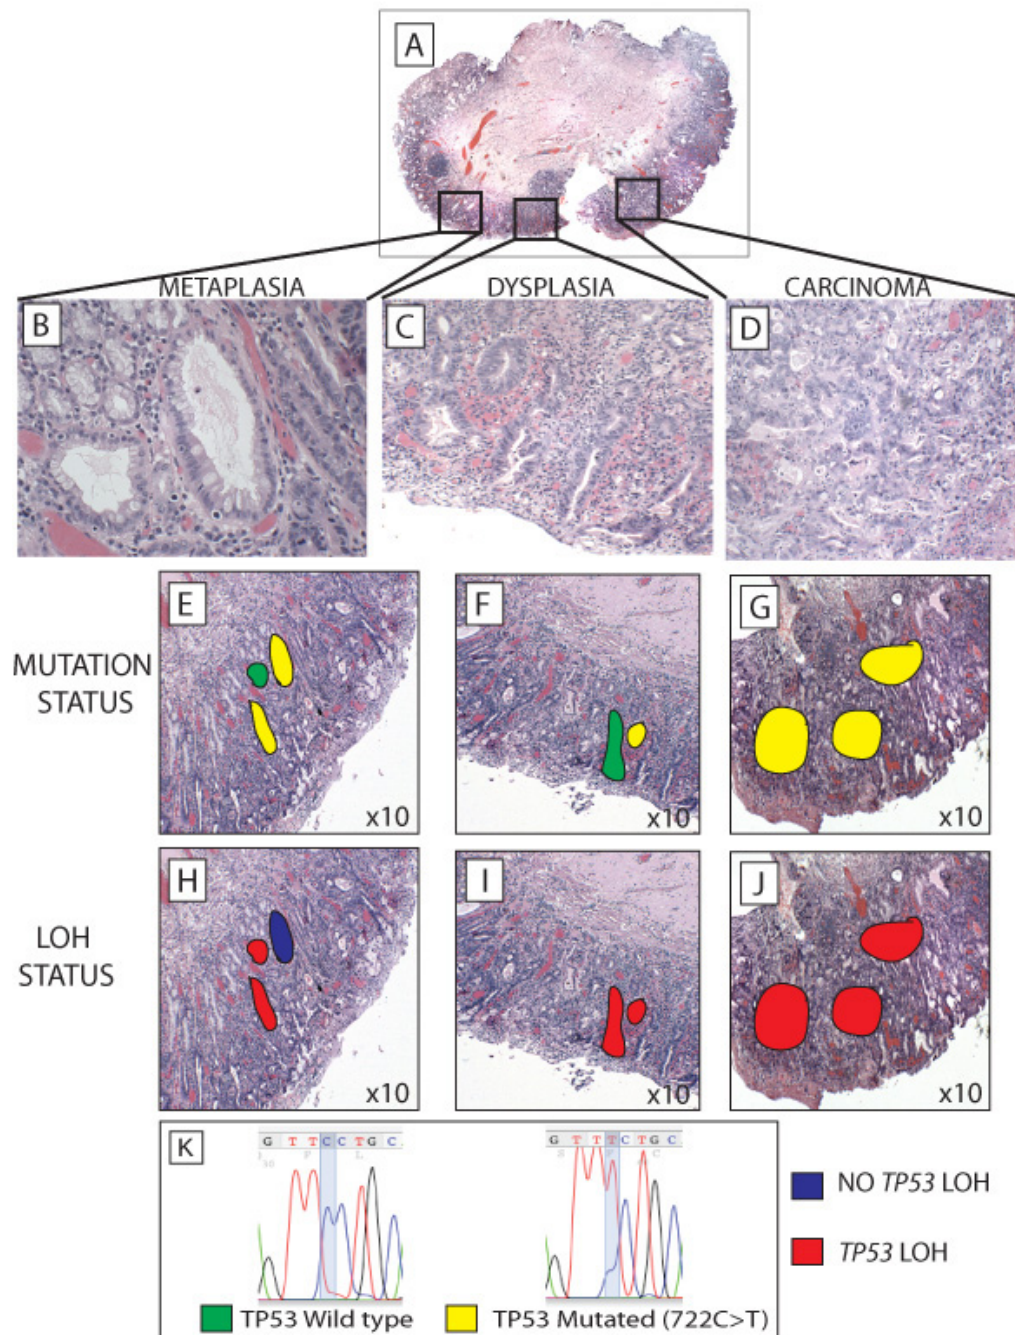 A
METAPLASIA
DYSPLASIA
CARCINOMA
B
C
D
MUTATION
STATUS
E
F
G
x10
x10
x10
LOH
STATUS
H
I
J
x10
x10
x10
K
G T T C C T G C
30 F L
G T T T C T G C
S F C
TP53 Wild type
TP53 Mutated (722C>T)
NO TP53 LOH
TP53 LOH